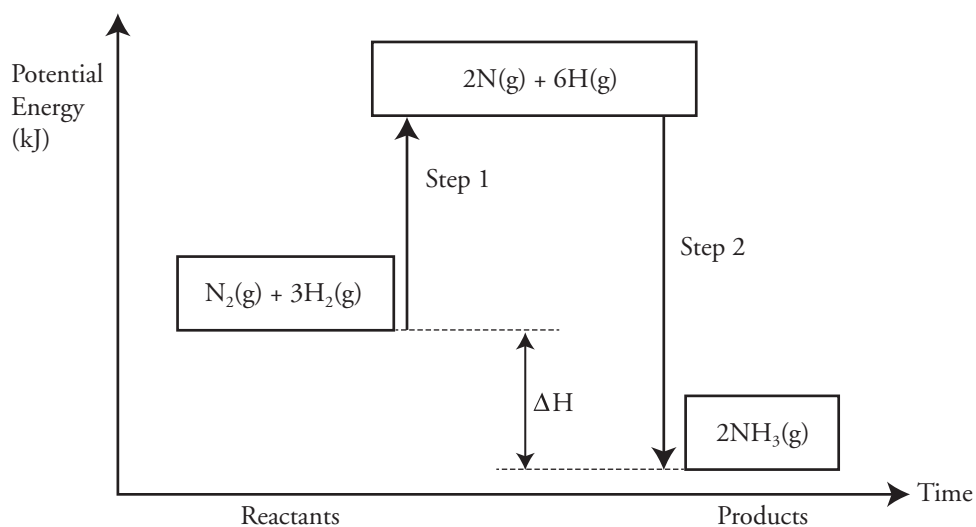 Potential
Energy
(kJ)
2N(g) + 6H(g)
Step 1
Step 2
N₂(g) + 3H₂(g)
ΔH
2NH₃(g)
Time
Reactants
Products